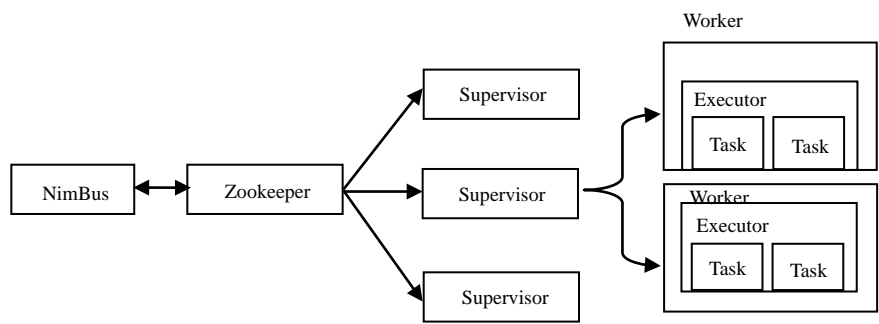 NimBus
Zookeeper
Supervisor
Supervisor
Supervisor
Worker
Executor
Task
Task
Worker
Executor
Task
Task